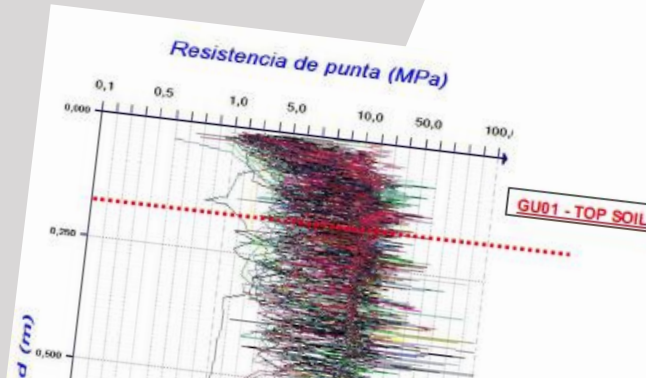 Resistencia de punta (MPa)
0,1 0,5 1,0 5,0 10,0 50,0 100,
0,000
GU01 - TOP SOIL
0,250
0,500
d (m)